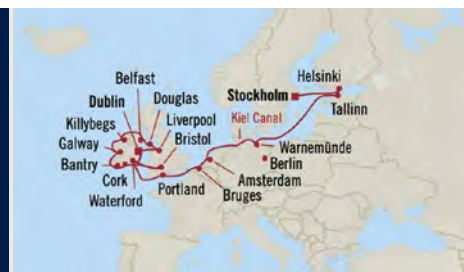 Helsinki
Belfast
Stockholm
Dublin
Douglas
Tallinn
Killybegs
Liverpool
Kiel Canal
Galway
Bristol
Warnemünde
Bantry
Berlin
Cork
Amsterdam
Waterford
Portland
Bruges